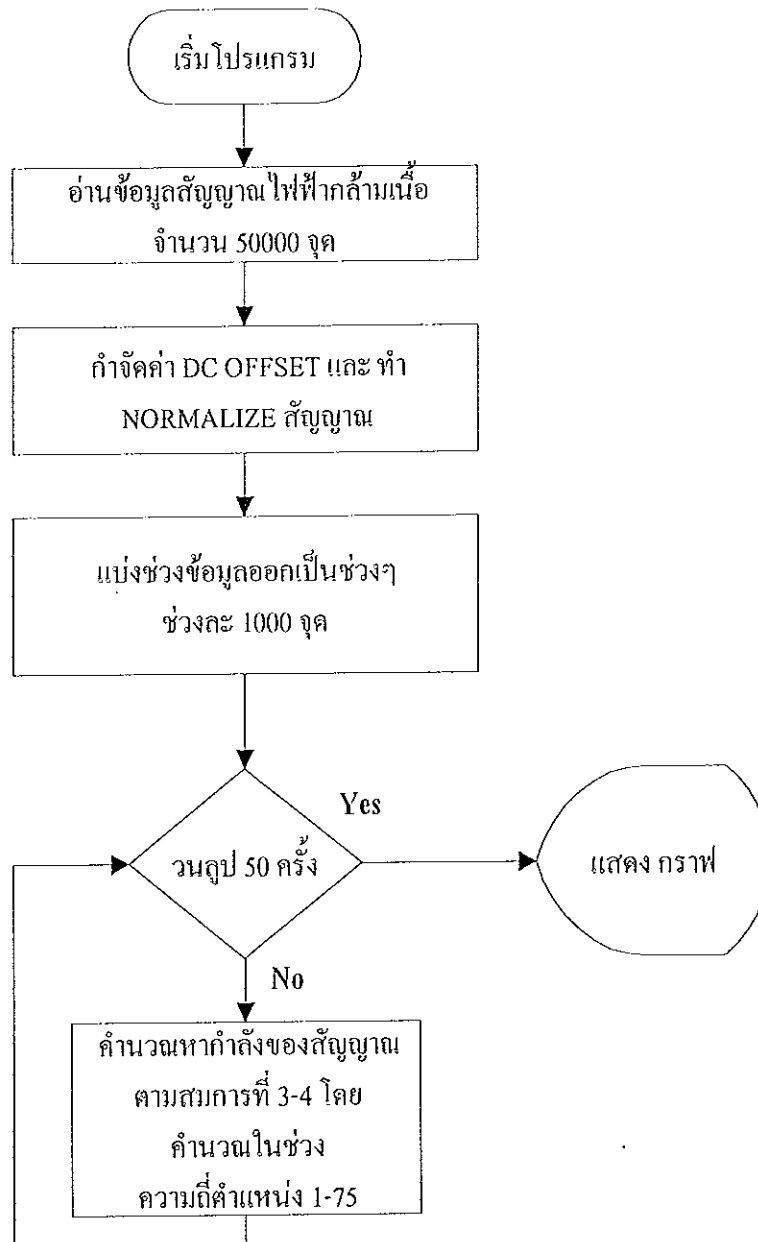 เริ่มโปรแกรม
อ่านข้อมูลสัญญาณไฟฟ้ากล้ามเนื้อ
จำนวน 50000 จุด
กำจัดค่า DC OFFSET และ ทำ
NORMALIZE สัญญาณ
แบ่งช่วงข้อมูลออกเป็นช่วงๆ
ช่วงละ 1000 จุด
Yes
วนลูป 50 ครั้ง
แสดง กราฟ
No
คำนวณหากำลังของสัญญาณ
ตามสมการที่ 3-4 โดย
คำนวณในช่วง
ความถี่ตำแหน่ง 1-75